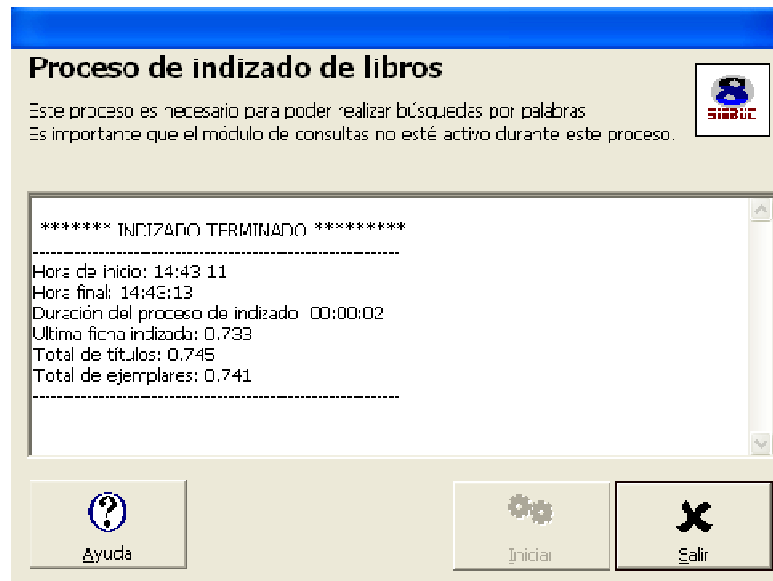 Proceso de indizado de libros
Este proceso es necesario para poder realizar búsquedas por palabras
Es importante que el módulo de consultas no esté activo durante este proceso.
8
SIABUC
******* INDIZADO TERMINADO *********
------------------------------------------------------------
Hora de inicio: 14:43 11
Hora final: 14:43:13
Duración del proceso de indizado 00:00:02
Ultima ficha indizada: 0.733
Total de títulos: 0.745
Total de ejemplares: 0.741
------------------------------------------------------------
Ayuda
Iniciar
Salir